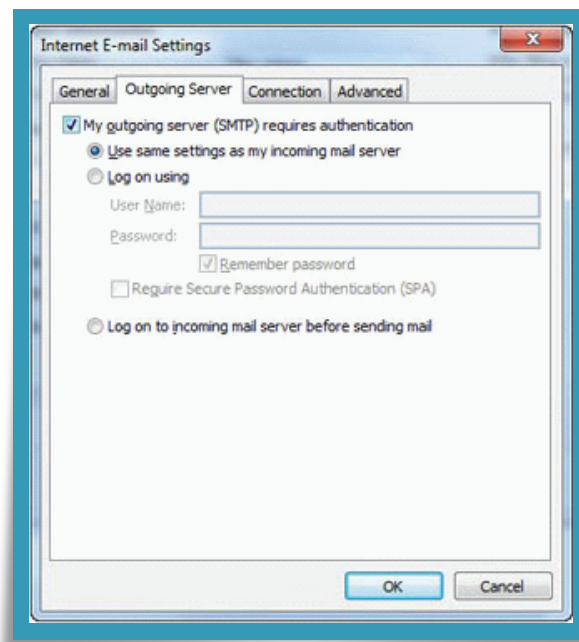 Internet E-mail Settings
General Outgoing Server Connection Advanced
My outgoing server (SMTP) requires authentication
Use same settings as my incoming mail server
Log on using
User Name:
Password:
Remember password
Require Secure Password Authentication (SPA)
Log on to incoming mail server before sending mail
OK Cancel